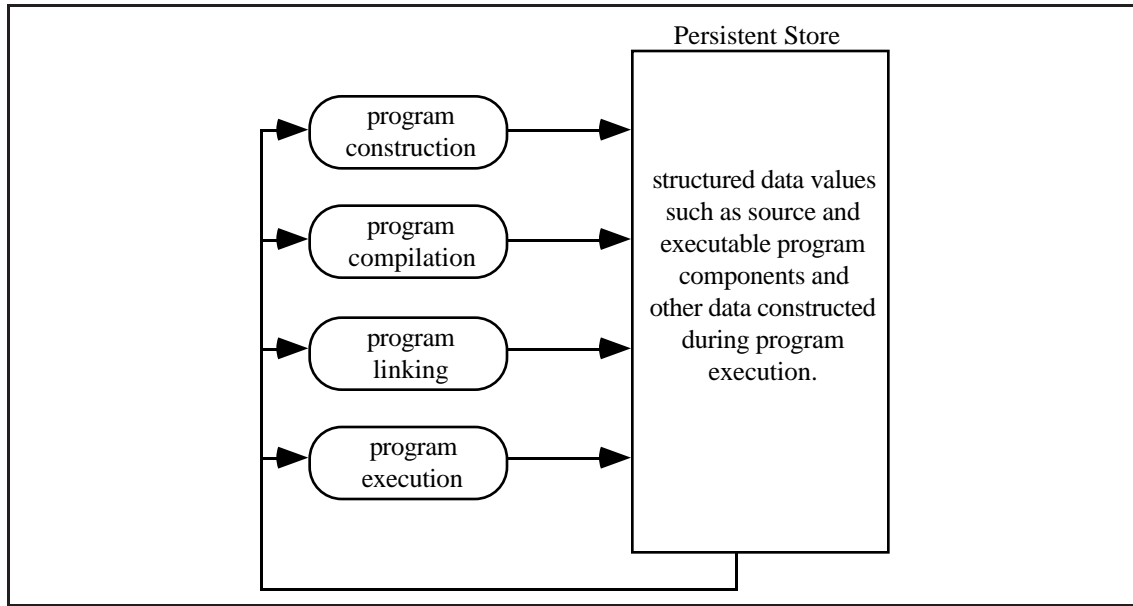 Persistent Store
program
construction
program
compilation
program
linking
program
execution
structured data values
such as source and
executable program
components and
other data constructed
during program
execution.